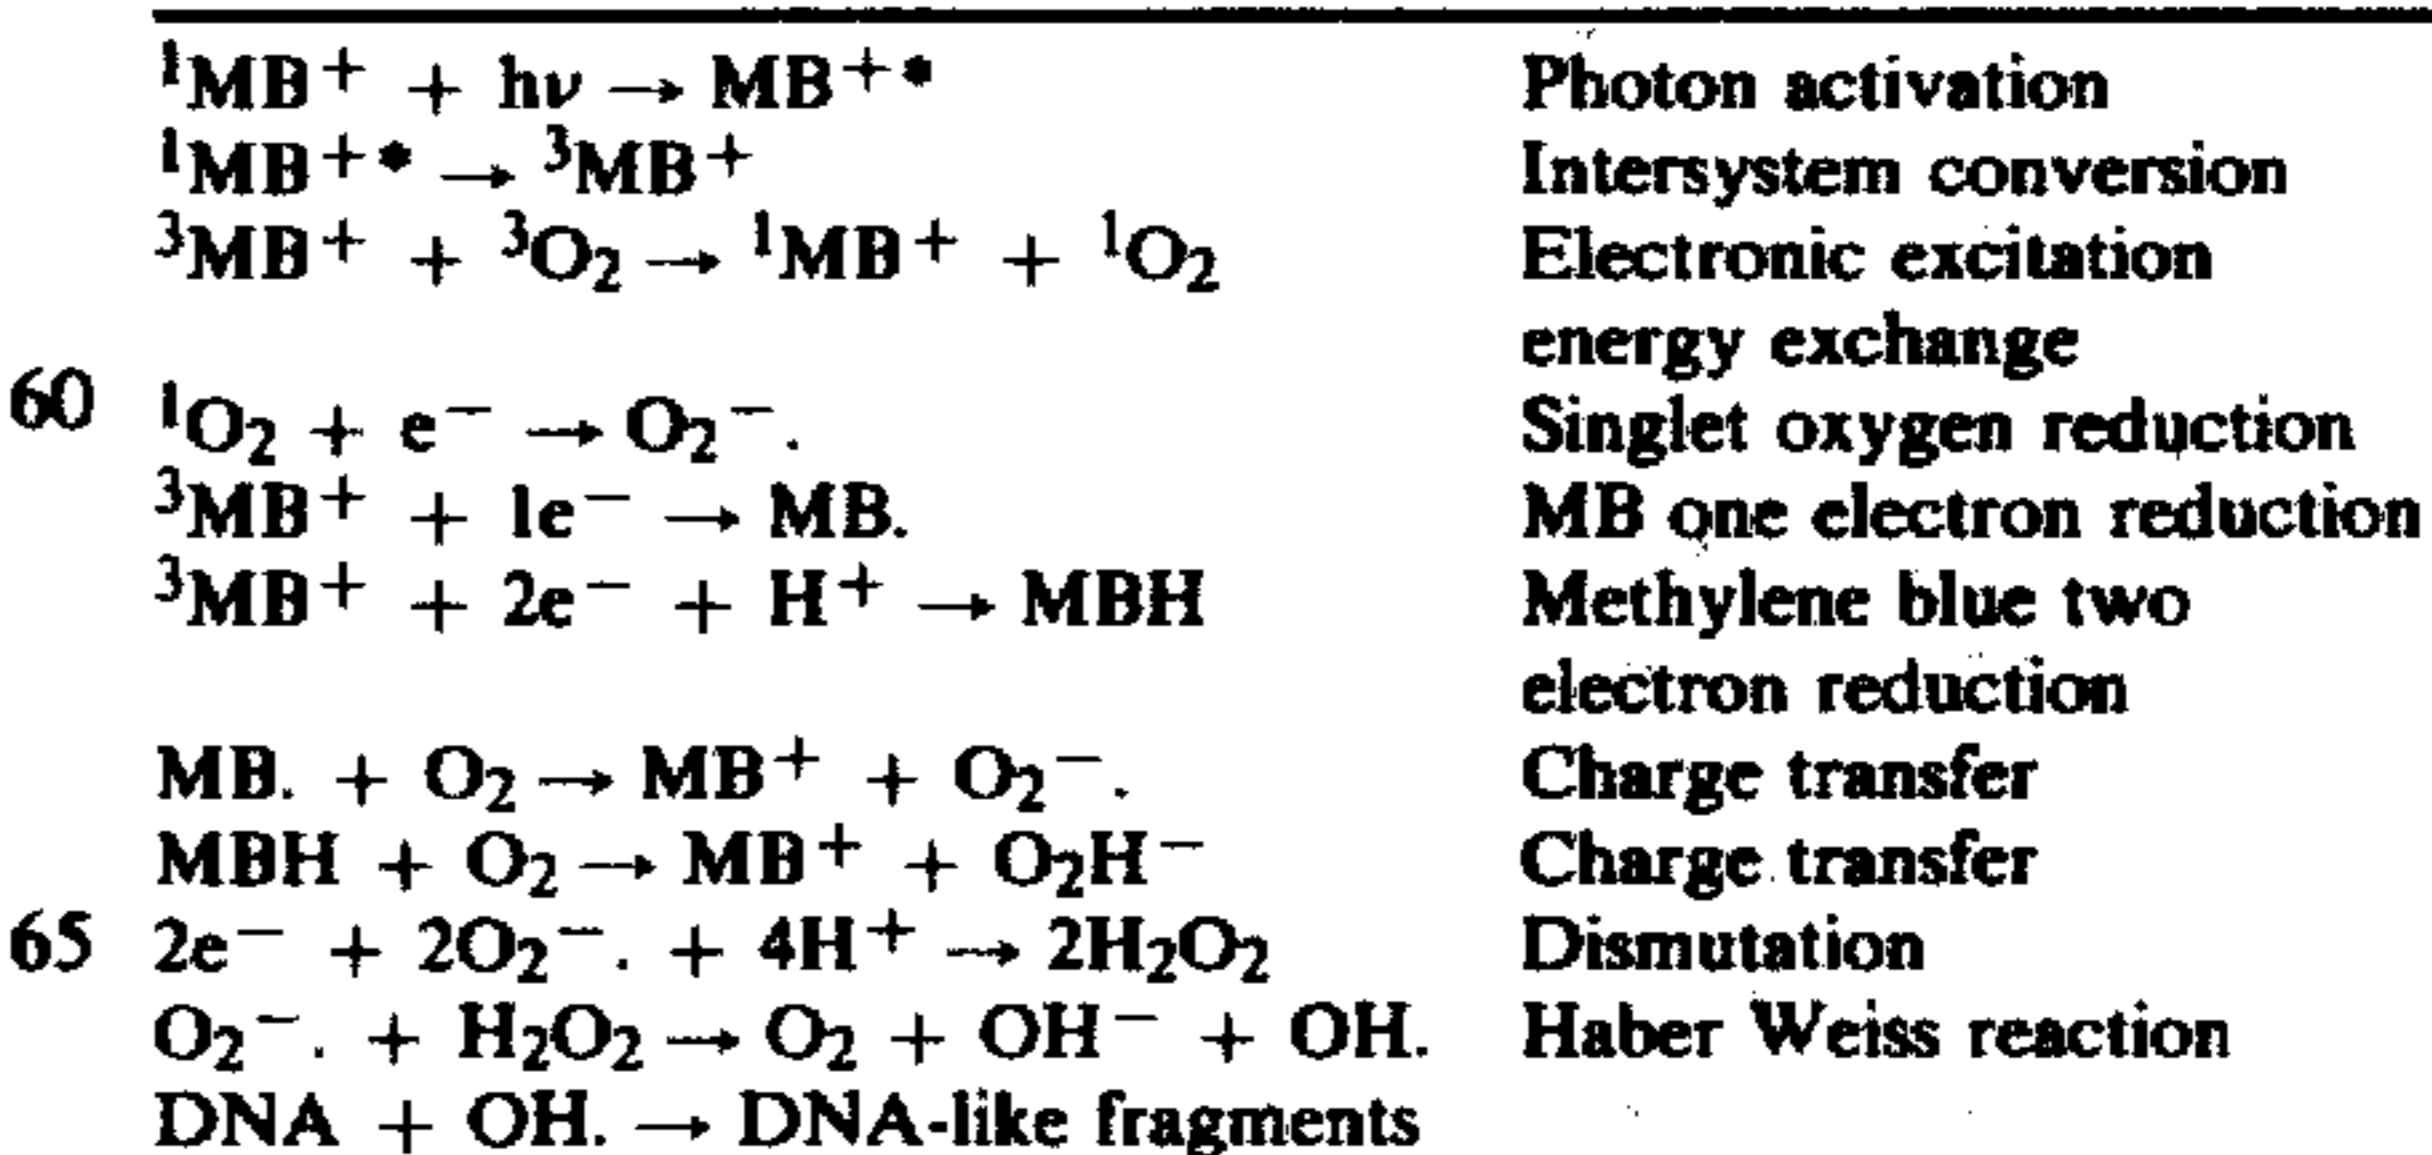 ¹MB⁺ + hν → MB⁺* Photon activation
¹MB⁺* → ³MB⁺ Intersystem conversion
³MB⁺ + ³O₂ → ¹MB⁺ + ¹O₂ Electronic excitation
energy exchange
60 ¹O₂ + e⁻ → O₂⁻. Singlet oxygen reduction
³MB⁺ + 1e⁻ → MB. MB one electron reduction
³MB⁺ + 2e⁻ + H⁺ → MBH Methylene blue two
electron reduction
MB. + O₂ → MB⁺ + O₂⁻. Charge transfer
MBH + O₂ → MB⁺ + O₂H⁻ Charge transfer
65 2e⁻ + 2O₂⁻. + 4H⁺ → 2H₂O₂ Dismutation
O₂⁻. + H₂O₂ → O₂ + OH⁻ + OH. Haber Weiss reaction
DNA + OH. → DNA-like fragments